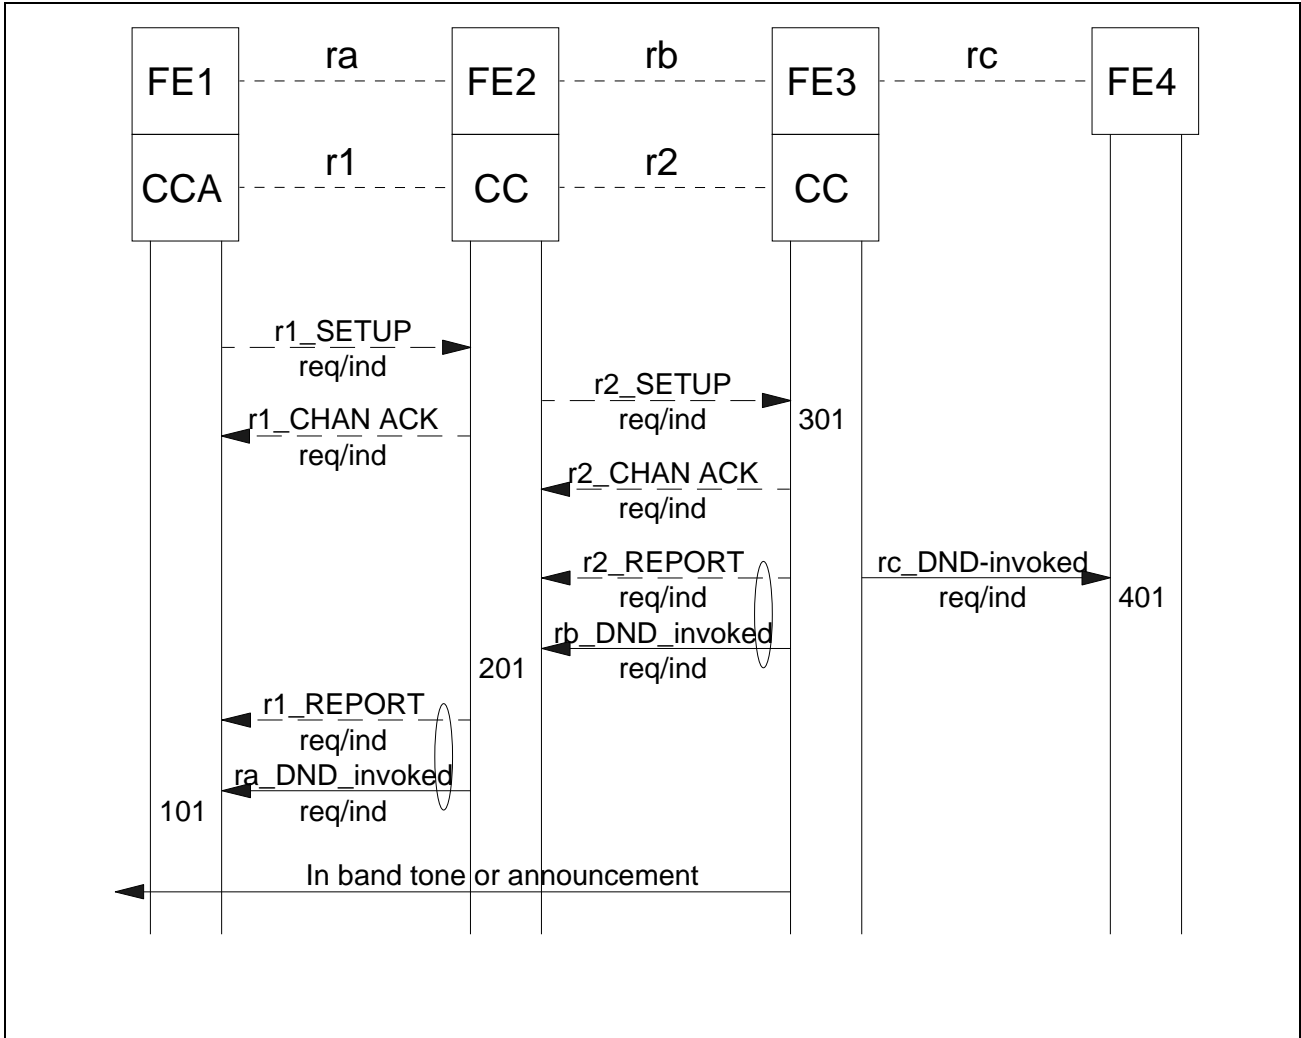 ra
rb
rc
FE1
FE2
FE3
FE4
r1
r2
CCA
CC
CC
r1_SETUP
req/ind
r2_SETUP
req/ind
301
r1_CHAN ACK
req/ind
r2_CHAN ACK
req/ind
r2_REPORT
req/ind
rc_DND-invoked
req/ind
401
rb_DND_invoked
req/ind
201
r1_REPORT
req/ind
ra_DND_invoked
req/ind
101
In band tone or announcement